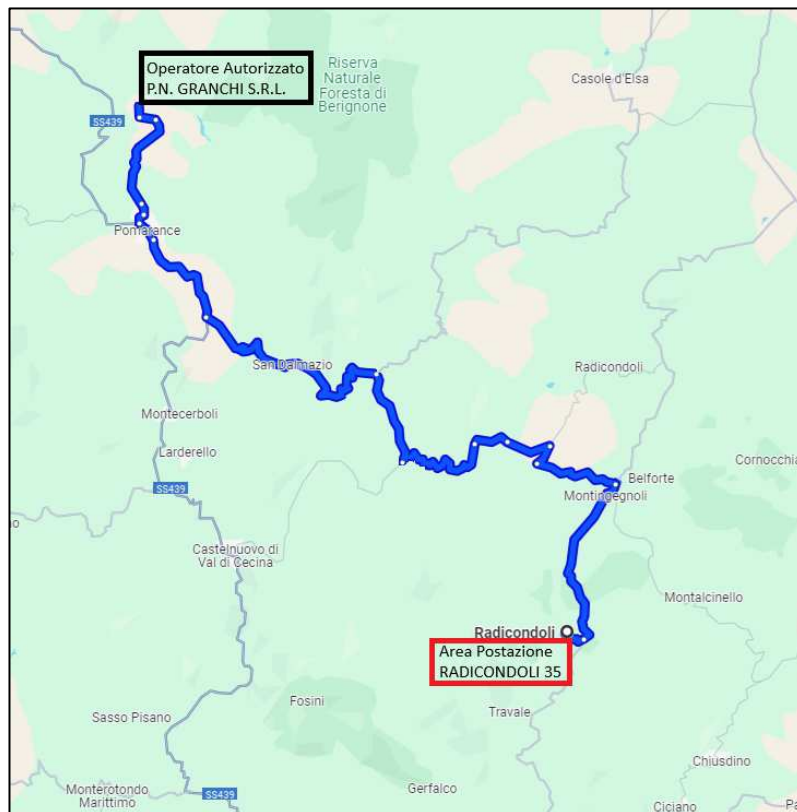 Operatore Autorizzato
P.N. GRANCHI S.R.L.
Riserva
Naturale
Foresta di
Berignone
Casole d'Elsa
SS439
Pomarance
San Dalmazio
Radicondoli
Montecerboli
Larderello
SS439
Belforte
Cornocchia
Montingegnoli
Castelnuovo di
Val di Cecina
Montalcinello
Radicondoli
Area Postazione
RADICONDOLI 35
Fosini
Travale
Sasso Pisano
Chiusdino
Monterotondo
Marittimo
SS439
Gerfalco
Ciciano